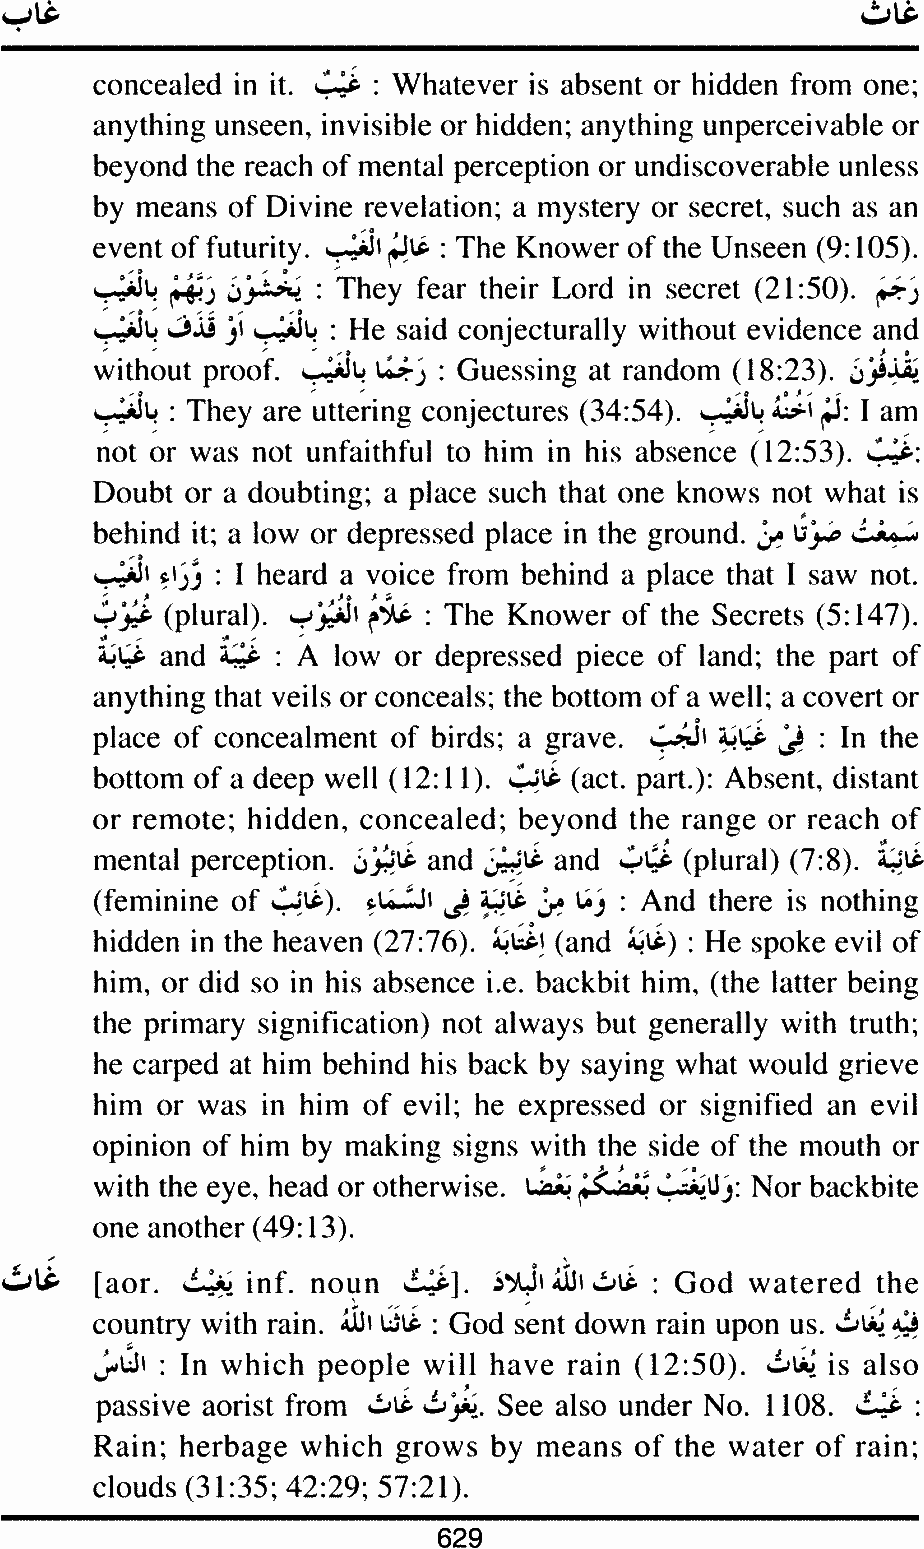 غاب غاث
concealed in it. غَيْبٌ : Whatever is absent or hidden from one;
anything unseen, invisible or hidden; anything unperceivable or
beyond the reach of mental perception or undiscoverable unless
by means of Divine revelation; a mystery or secret, such as an
event of futurity. عَالِمُ الْغَيْبِ : The Knower of the Unseen (9:105).
يَخْشَوْنَ رَبَّهُمْ بِالْغَيْبِ : They fear their Lord in secret (21:50). رَجَمَ
بِالْغَيْبِ اَوْ قَذَفَ بِالْغَيْبِ : He said conjecturally without evidence and
without proof. رَجْمًا بِالْغَيْبِ : Guessing at random (18:23). يَقْذِفُوْنَ
بِالْغَيْبِ : They are uttering conjectures (34:54). لَمْ اَخُنْهُ بِالْغَيْبِ: I am
not or was not unfaithful to him in his absence (12:53). غَيْبٌ:
Doubt or a doubting; a place such that one knows not what is
behind it; a low or depressed place in the ground. سَمِعْتُ صَوْتًا مِنْ
وَّرَاءِ الْغَيْبِ : I heard a voice from behind a place that I saw not.
غُيُوْبٌ (plural). عَلَّامُ الْغُيُوْبِ : The Knower of the Secrets (5:147).
غَيَابَةٌ and غَيْبَةٌ : A low or depressed piece of land; the part of
anything that veils or conceals; the bottom of a well; a covert or
place of concealment of birds; a grave. فِىْ غَيَابَةِ الْجُبِّ : In the
bottom of a deep well (12:11). غَائِبٌ (act. part.): Absent, distant
or remote; hidden, concealed; beyond the range or reach of
mental perception. غَائِبُوْنَ and غَائِبِيْنَ and غُيَّابٌ (plural) (7:8). غَائِبَةٌ
(feminine of غَائِبٌ). وَمَا مِنْ غَائِبَةٍ فِى السَّمَاءِ : And there is nothing
hidden in the heaven (27:76). اِغْتَابَهُ (and غَابَهُ) : He spoke evil of
him, or did so in his absence i.e. backbit him, (the latter being
the primary signification) not always but generally with truth;
he carped at him behind his back by saying what would grieve
him or was in him of evil; he expressed or signified an evil
opinion of him by making signs with the side of the mouth or
with the eye, head or otherwise. وَلَايَغْتَبْ بَّعْضُكُمْ بَعْضًا: Nor backbite
one another (49:13).
غَاثَ [aor. يَغِيْثُ inf. noun غَيْثٌ]. غَاثَ اللّٰهُ الْبِلَادَ : God watered the
country with rain. غَاثَنَا اللّٰهُ : God sent down rain upon us. فِيْهِ يُغَاثُ
النَّاسُ : In which people will have rain (12:50). يُغَاثُ is also
passive aorist from غَاثَ يَغُوْثُ. See also under No. 1108. غَيْثٌ :
Rain; herbage which grows by means of the water of rain;
clouds (31:35; 42:29; 57:21).
629